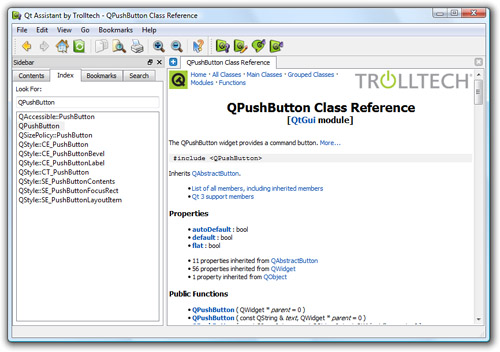 Qt Assistant by Trolltech - QPushButton Class Reference
File Edit View Go Bookmarks Help
Sidebar
Contents Index Bookmarks Search
Look For:
QPushButton
QAccessible::PushButton
QPushButton
QSizePolicy::PushButton
QStyle::CE_PushButton
QStyle::CE_PushButtonBevel
QStyle::CE_PushButtonLabel
QStyle::CT_PushButton
QStyle::SE_PushButtonContents
QStyle::SE_PushButtonFocusRect
QStyle::SE_PushButtonLayoutItem
QPushButton Class Reference
Home · All Classes · Main Classes · Grouped Classes ·
Modules · Functions
TROLLTECH
QPushButton Class Reference
[QtGui module]
The QPushButton widget provides a command button. More...
#include <QPushButton>
Inherits QAbstractButton.
• List of all members, including inherited members
• Qt 3 support members
Properties
• autoDefault : bool
• default : bool
• flat : bool
• 11 properties inherited from QAbstractButton
• 56 properties inherited from QWidget
• 1 property inherited from QObject
Public Functions
• QPushButton ( QWidget * parent = 0 )
• QPushButton ( const QString & text, QWidget * parent = 0 )